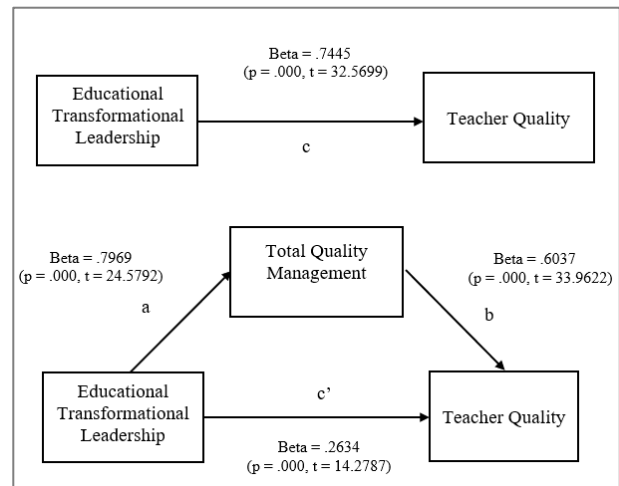 Beta = .7445
(p = .000, t = 32.5699)
Educational
Transformational
Leadership
Teacher Quality
c
Beta = .7969
(p = .000, t = 24.5792)
Total Quality
Management
Beta = .6037
(p = .000, t = 33.9622)
a
b
Educational
Transformational
Leadership
c’
Teacher Quality
Beta = .2634
(p = .000, t = 14.2787)